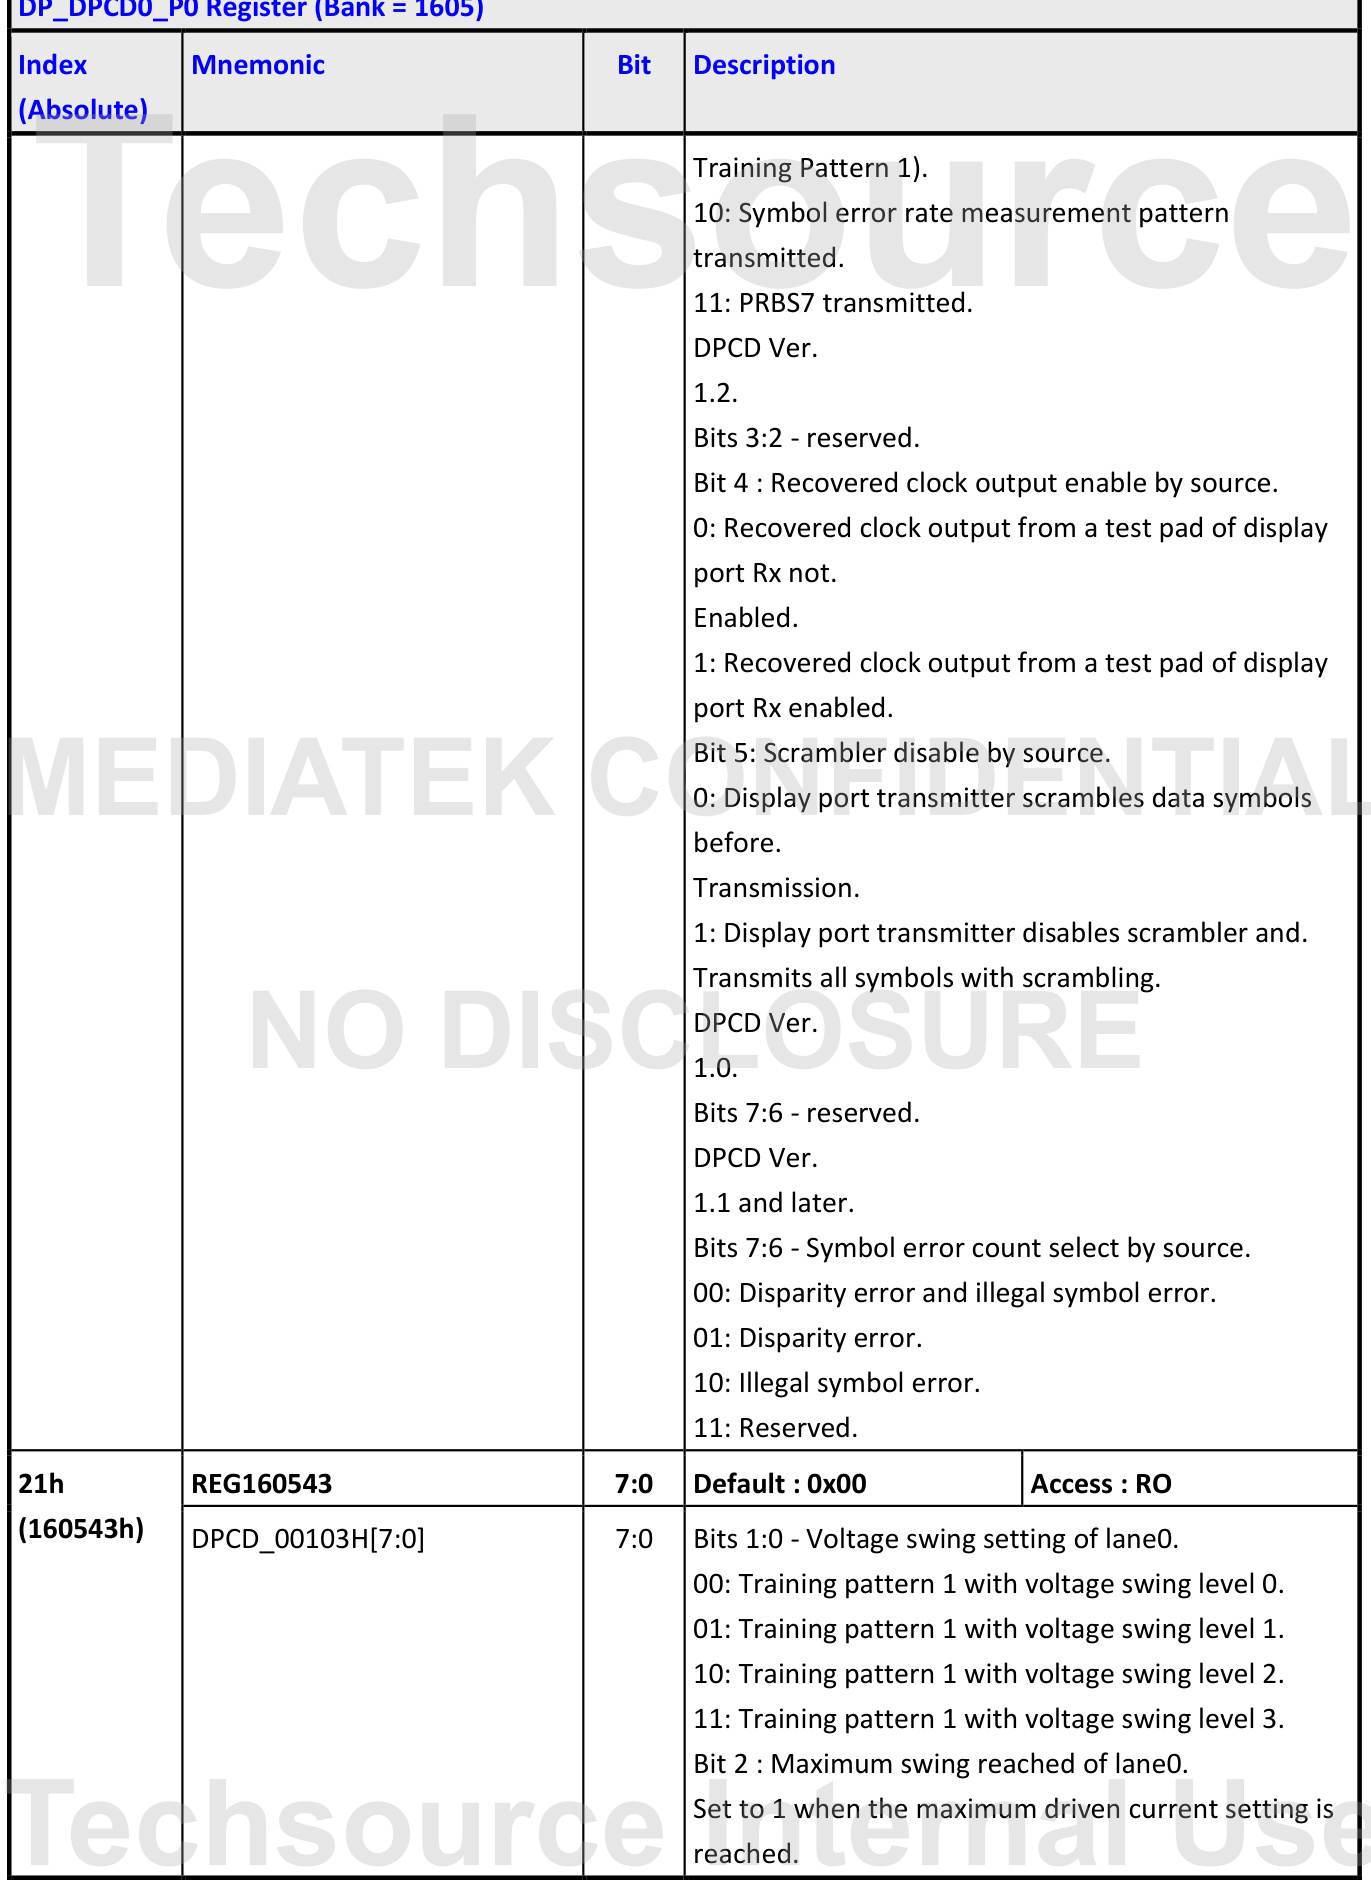 DP_DPCD0_P0 Register (Bank = 1605)
Index
(Absolute)
Mnemonic
Bit
Description
Training Pattern 1).
10: Symbol error rate measurement pattern
transmitted.
11: PRBS7 transmitted.
DPCD Ver.
1.2.
Bits 3:2 - reserved.
Bit 4 : Recovered clock output enable by source.
0: Recovered clock output from a test pad of display
port Rx not.
Enabled.
1: Recovered clock output from a test pad of display
port Rx enabled.
Bit 5: Scrambler disable by source.
0: Display port transmitter scrambles data symbols
before.
Transmission.
1: Display port transmitter disables scrambler and.
Transmits all symbols with scrambling.
DPCD Ver.
1.0.
Bits 7:6 - reserved.
DPCD Ver.
1.1 and later.
Bits 7:6 - Symbol error count select by source.
00: Disparity error and illegal symbol error.
01: Disparity error.
10: Illegal symbol error.
11: Reserved.
21h
(160543h)
REG160543
7:0
Default : 0x00
Access : RO
DPCD_00103H[7:0]
7:0
Bits 1:0 - Voltage swing setting of lane0.
00: Training pattern 1 with voltage swing level 0.
01: Training pattern 1 with voltage swing level 1.
10: Training pattern 1 with voltage swing level 2.
11: Training pattern 1 with voltage swing level 3.
Bit 2 : Maximum swing reached of lane0.
Set to 1 when the maximum driven current setting is
reached.
Techsource
MEDIATEK CONFIDENTIAL
NO DISCLOSURE
Techsource Internal Use